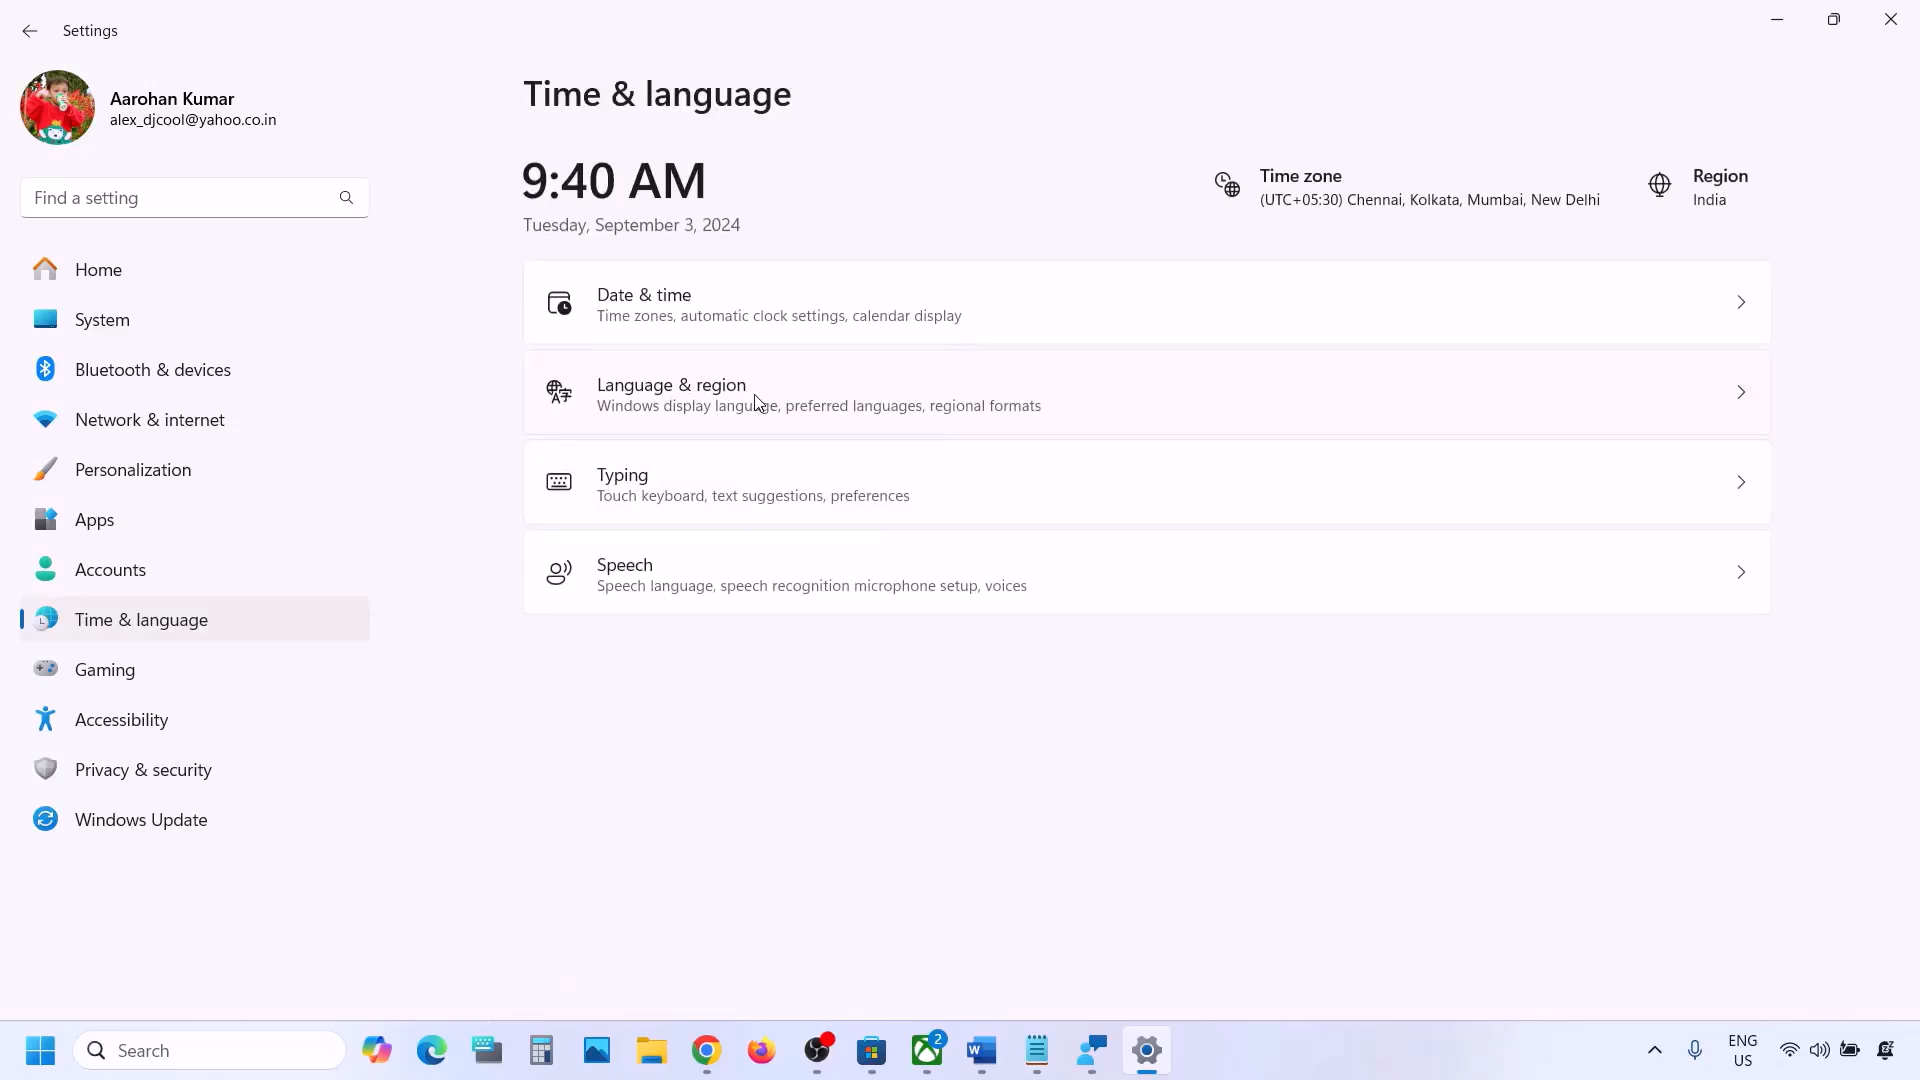 Settings
Aarohan Kumar
alex_djcool@yahoo.co.in
Find a setting
Home
System
Bluetooth & devices
Network & internet
Personalization
Apps
Accounts
Time & language
Gaming
Accessibility
Privacy & security
Windows Update
Time & language
9:40 AM
Tuesday, September 3, 2024
Time zone
(UTC+05:30) Chennai, Kolkata, Mumbai, New Delhi
Region
India
Date & time
Time zones, automatic clock settings, calendar display
Language & region
Windows display language, preferred languages, regional formats
Typing
Touch keyboard, text suggestions, preferences
Speech
Speech language, speech recognition microphone setup, voices
Search
2
ENG
US